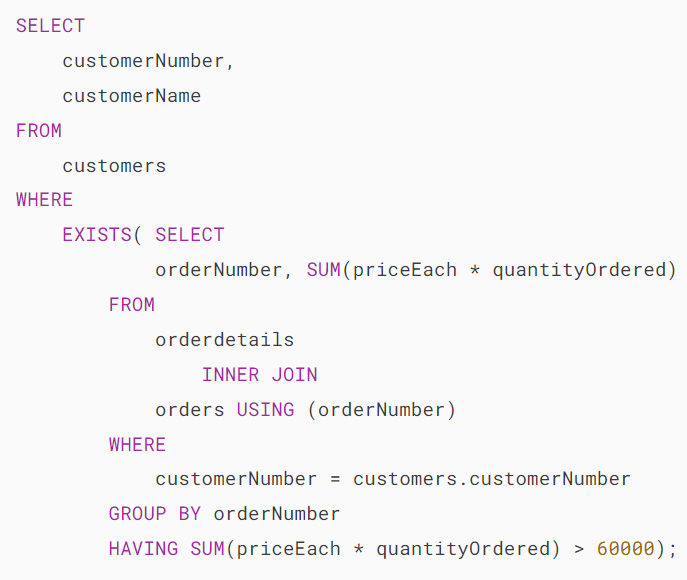 SELECT
    customerNumber,
    customerName
FROM
    customers
WHERE
    EXISTS( SELECT
            orderNumber, SUM(priceEach * quantityOrdered)
        FROM
            orderdetails
                INNER JOIN
            orders USING (orderNumber)
        WHERE
            customerNumber = customers.customerNumber
        GROUP BY orderNumber
        HAVING SUM(priceEach * quantityOrdered) > 60000);